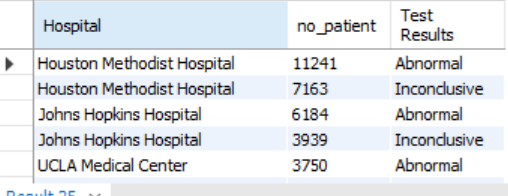 Hospital no_patient Test Results
Houston Methodist Hospital 11241 Abnormal
Houston Methodist Hospital 7163 Inconclusive
Johns Hopkins Hospital 6184 Abnormal
Johns Hopkins Hospital 3939 Inconclusive
UCLA Medical Center 3750 Abnormal
Result 25